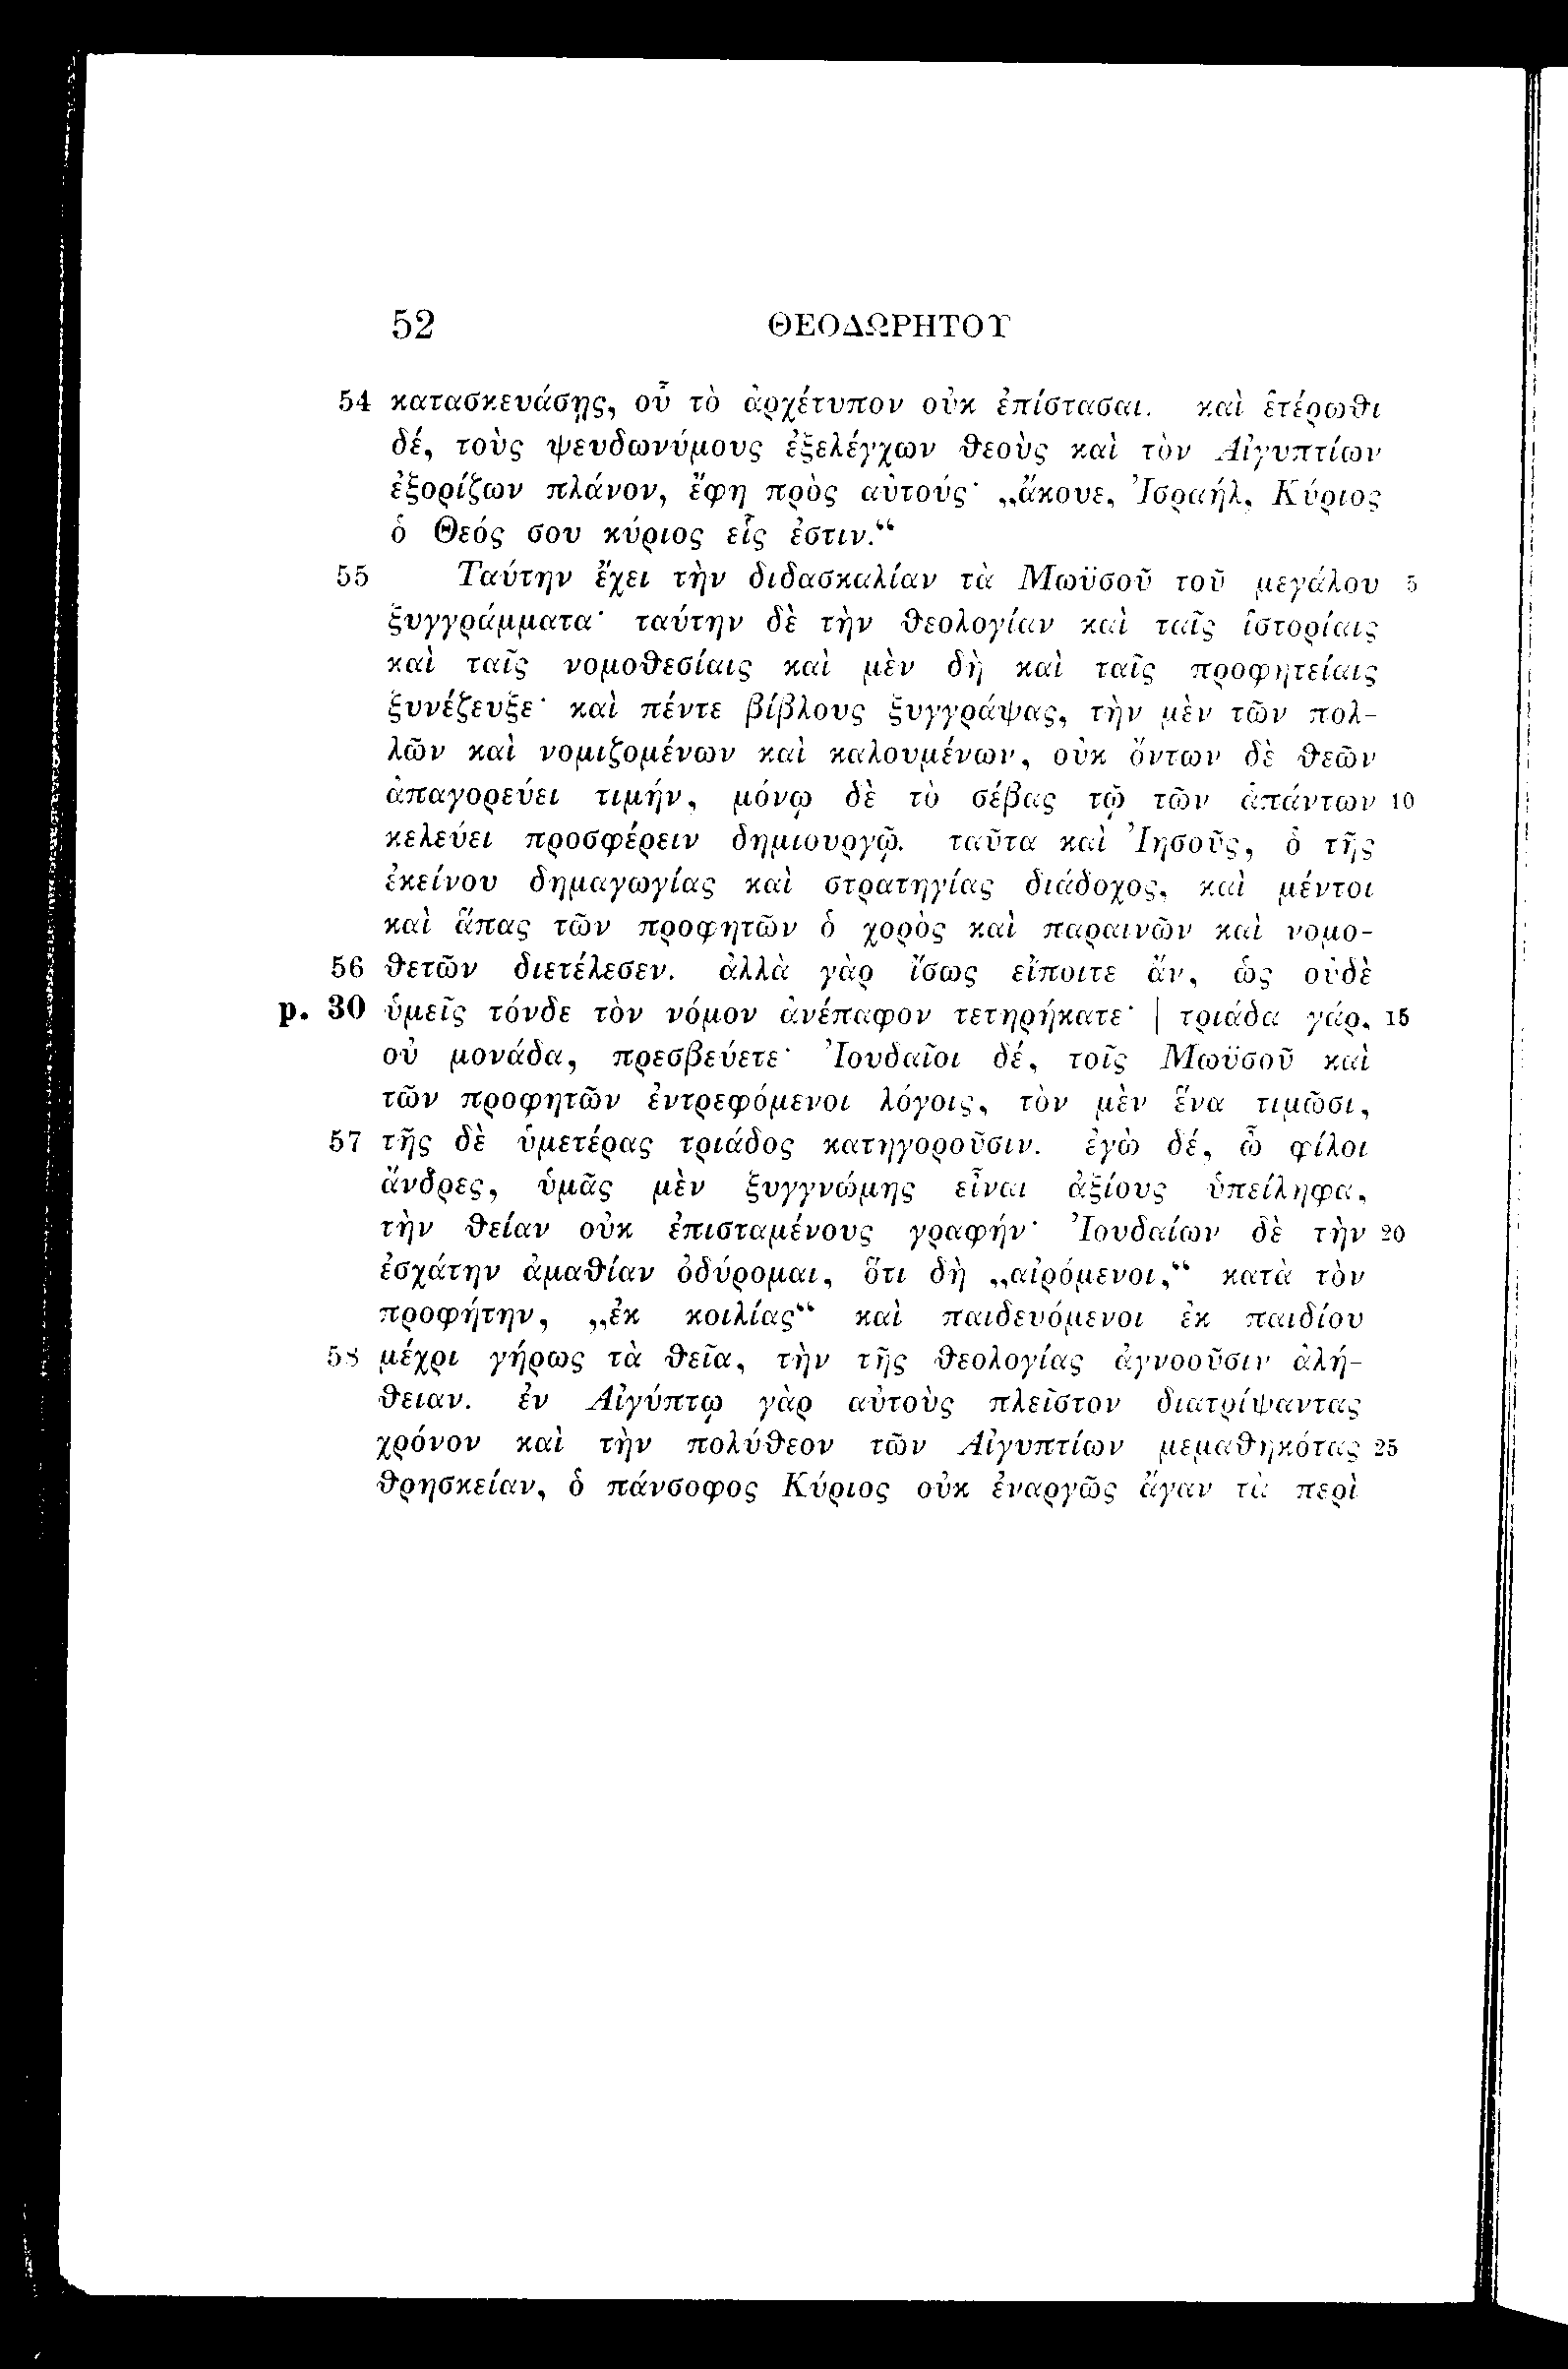 52 ΘΕΟΔΩΡΗΤΟΥ
54 κατασκευάσῃς, οὗ τὸ ἀρχέτυπον οὐκ ἐπίστασαι. καὶ ἑτέρωθι
δέ, τοὺς ψευδωνύμους ἐξελέγχων θεοὺς καὶ τὸν Αἰγυπτίων
ἐξορίζων πλάνον, ἔφη πρὸς αὐτούς· „ἄκουε, Ἰσραήλ, Κύριος
ὁ Θεός σου κύριος εἷς ἐστιν.“
55 Ταύτην ἔχει τὴν διδασκαλίαν τὰ Μωϋσοῦ τοῦ μεγάλου 5
ξυγγράμματα· ταύτην δὲ τὴν θεολογίαν καὶ ταῖς ἱστορίαις
καὶ ταῖς νομοθεσίαις καὶ μὲν δὴ καὶ ταῖς προφητείαις
ξυνέζευξε· καὶ πέντε βίβλους ξυγγράψας, τὴν μὲν τῶν πολ-
λῶν καὶ νομιζομένων καὶ καλουμένων, οὐκ ὄντων δὲ θεῶν
ἀπαγορεύει τιμήν, μόνῳ δὲ τὸ σέβας τῷ τῶν ἁπάντων 10
κελεύει προσφέρειν δημιουργῷ. ταῦτα καὶ Ἰησοῦς, ὁ τῆς
ἐκείνου δημαγωγίας καὶ στρατηγίας διάδοχος, καὶ μέντοι
καὶ ἅπας τῶν προφητῶν ὁ χορὸς καὶ παραινῶν καὶ νομο-
56 θετῶν διετέλεσεν. ἀλλὰ γὰρ ἴσως εἴποιτε ἄν, ὡς οὐδὲ
p. 30 ὑμεῖς τόνδε τὸν νόμον ἀνέπαφον τετηρήκατε· | τριάδα γάρ, 15
οὐ μονάδα, πρεσβεύετε· Ἰουδαῖοι δέ, τοῖς Μωϋσοῦ καὶ
τῶν προφητῶν ἐντρεφόμενοι λόγοις, τὸν μὲν ἕνα τιμῶσι,
57 τῆς δὲ ὑμετέρας τριάδος κατηγοροῦσιν. ἐγὼ δέ, ὦ φίλοι
ἄνδρες, ὑμᾶς μὲν ξυγγνώμης εἶναι ἀξίους ὑπείληφα,
τὴν θείαν οὐκ ἐπισταμένους γραφήν· Ἰουδαίων δὲ τὴν 20
ἐσχάτην ἀμαθίαν ὀδύρομαι, ὅτι δὴ „αἰρόμενοι,“ κατὰ τὸν
προφήτην, „ἐκ κοιλίας“ καὶ παιδευόμενοι ἐκ παιδίου
58 μέχρι γήρως τὰ θεῖα, τὴν τῆς θεολογίας ἀγνοοῦσιν ἀλή-
θειαν. ἐν Αἰγύπτῳ γὰρ αὐτοὺς πλεῖστον διατρίψαντας
χρόνον καὶ τὴν πολύθεον τῶν Αἰγυπτίων μεμαθηκότας 25
θρησκείαν, ὁ πάνσοφος Κύριος οὐκ ἐναργῶς ἄγαν τὰ περὶ